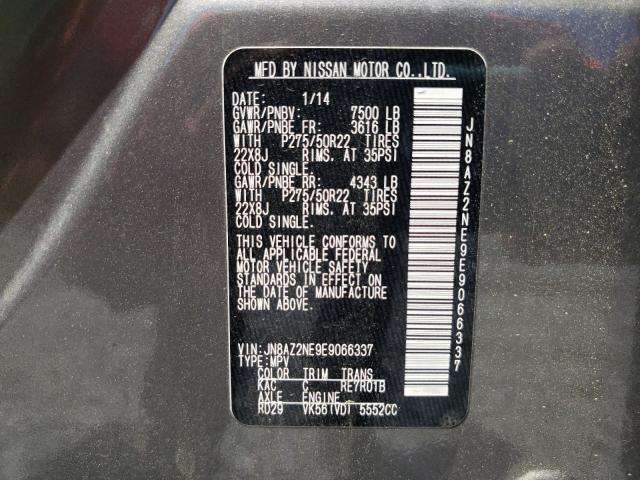 MFD BY NISSAN MOTOR CO.,LTD.
DATE: 1/14
GVWR/PNBV: 7500 LB
GAWR/PNBE FR: 3616 LB
WITH P275/50R22 TIRES
22X8J RIMS. AT 35PSI
COLD SINGLE.
GAWR/PNBE RR: 4343 LB
WITH P275/50R22 TIRES
22X8J RIMS. AT 35PSI
COLD SINGLE.
THIS VEHICLE CONFORMS TO
ALL APPLICABLE FEDERAL
MOTOR VEHICLE SAFETY
STANDARDS IN EFFECT ON
THE DATE OF MANUFACTURE
SHOWN ABOVE.
VIN:JN8AZ2NE9E9066337
TYPE:MPV
COLOR TRIM TRANS
KAC C RE7R01B
AXLE ENGINE
RD29 VK56(VD) 5552CC
JN8AZ2NE9E9066337